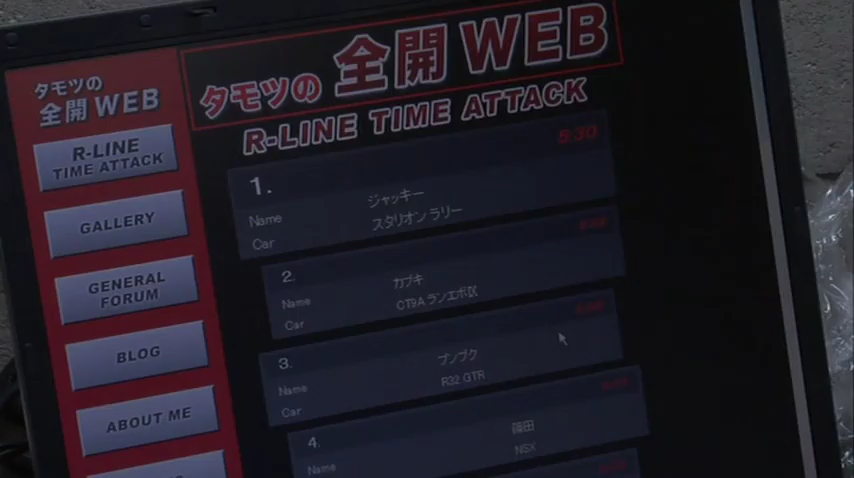 タモツの
全開 WEB
R-LINE
TIME ATTACK
GALLERY
GENERAL
FORUM
BLOG
ABOUT ME
タモツの 全開 WEB
R-LINE TIME ATTACK
5:30
1.
Name ジャッキー
Car スタリオン ラリー
2.
Name カブキ
Car CT9A ランエボIX
3.
Name ブンブク
Car R32 GTR
4.
Name 篠田
NSX